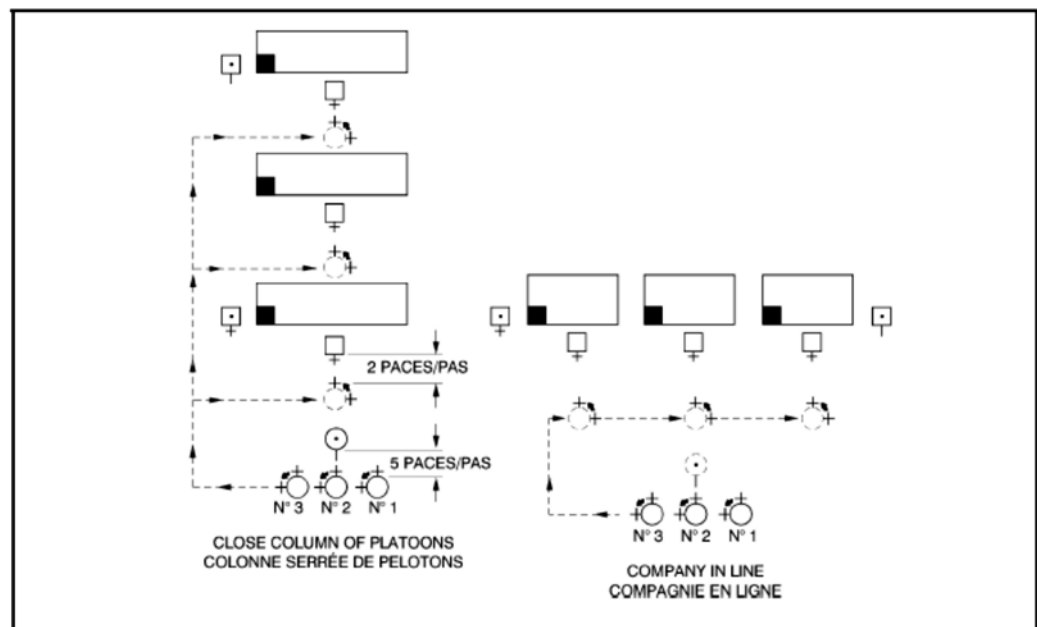 2 PACES/PAS
5 PACES/PAS
N° 3 N° 2 N° 1
CLOSE COLUMN OF PLATOONS
COLONNE SERRÉE DE PELOTONS
N° 3 N° 2 N° 1
COMPANY IN LINE
COMPAGNIE EN LIGNE